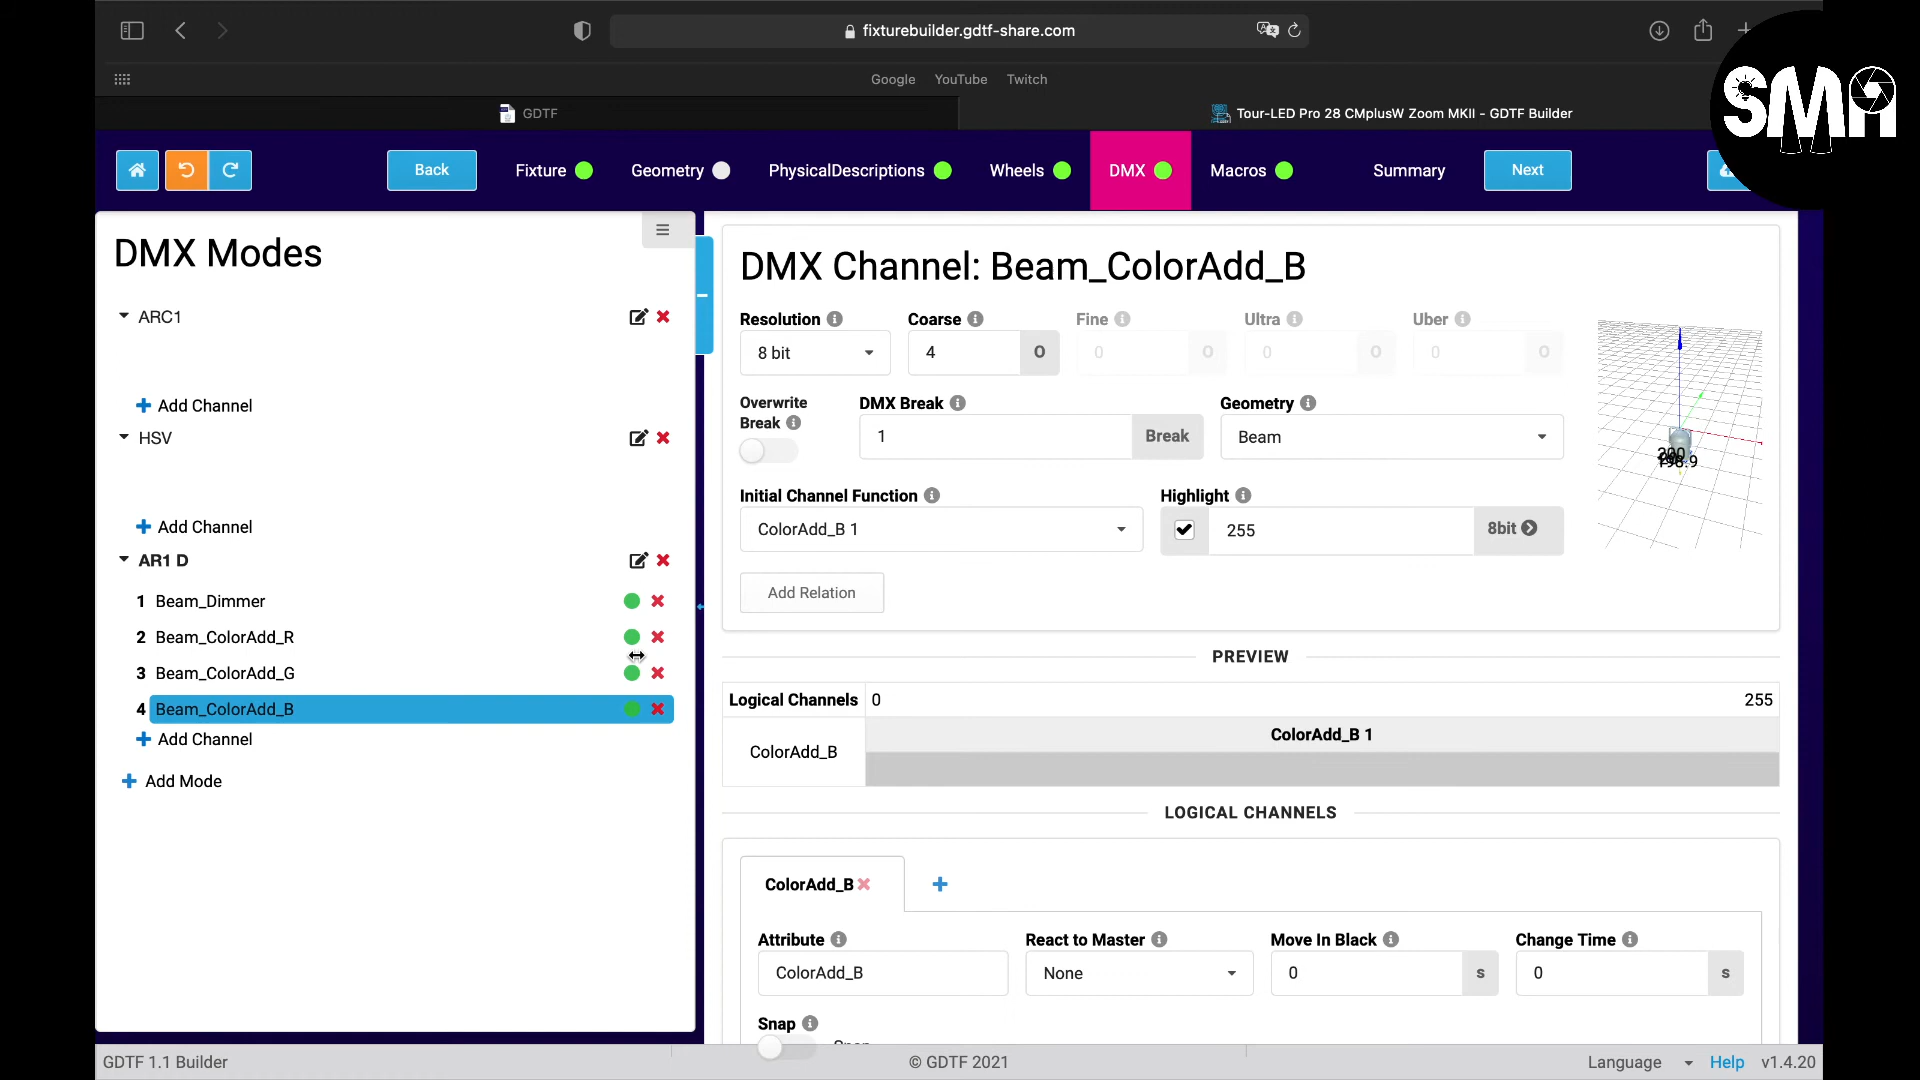 fixturebuilder.gdtf-share.com
Google YouTube Twitch
GDTF
Tour-LED Pro 28 CMplusW Zoom MKII - GDTF Builder
SMH
Back Fixture Geometry PhysicalDescriptions Wheels DMX Macros Summary Next
DMX Modes
ARC1
+ Add Channel
HSV
+ Add Channel
AR1 D
1 Beam_Dimmer
2 Beam_ColorAdd_R
3 Beam_ColorAdd_G
4 Beam_ColorAdd_B
+ Add Channel
+ Add Mode
DMX Channel: Beam_ColorAdd_B
Resolution Coarse Fine Ultra Uber
8 bit 4 O 0 O 0 O 0 O
Overwrite Break DMX Break Geometry
1 Break Beam
Initial Channel Function Highlight
ColorAdd_B 1 255 8bit
Add Relation
PREVIEW
Logical Channels 0 255
ColorAdd_B ColorAdd_B 1
LOGICAL CHANNELS
ColorAdd_B
Attribute React to Master Move In Black Change Time
ColorAdd_B None 0 s 0 s
Snap
GDTF 1.1 Builder © GDTF 2021 Language Help v1.4.20